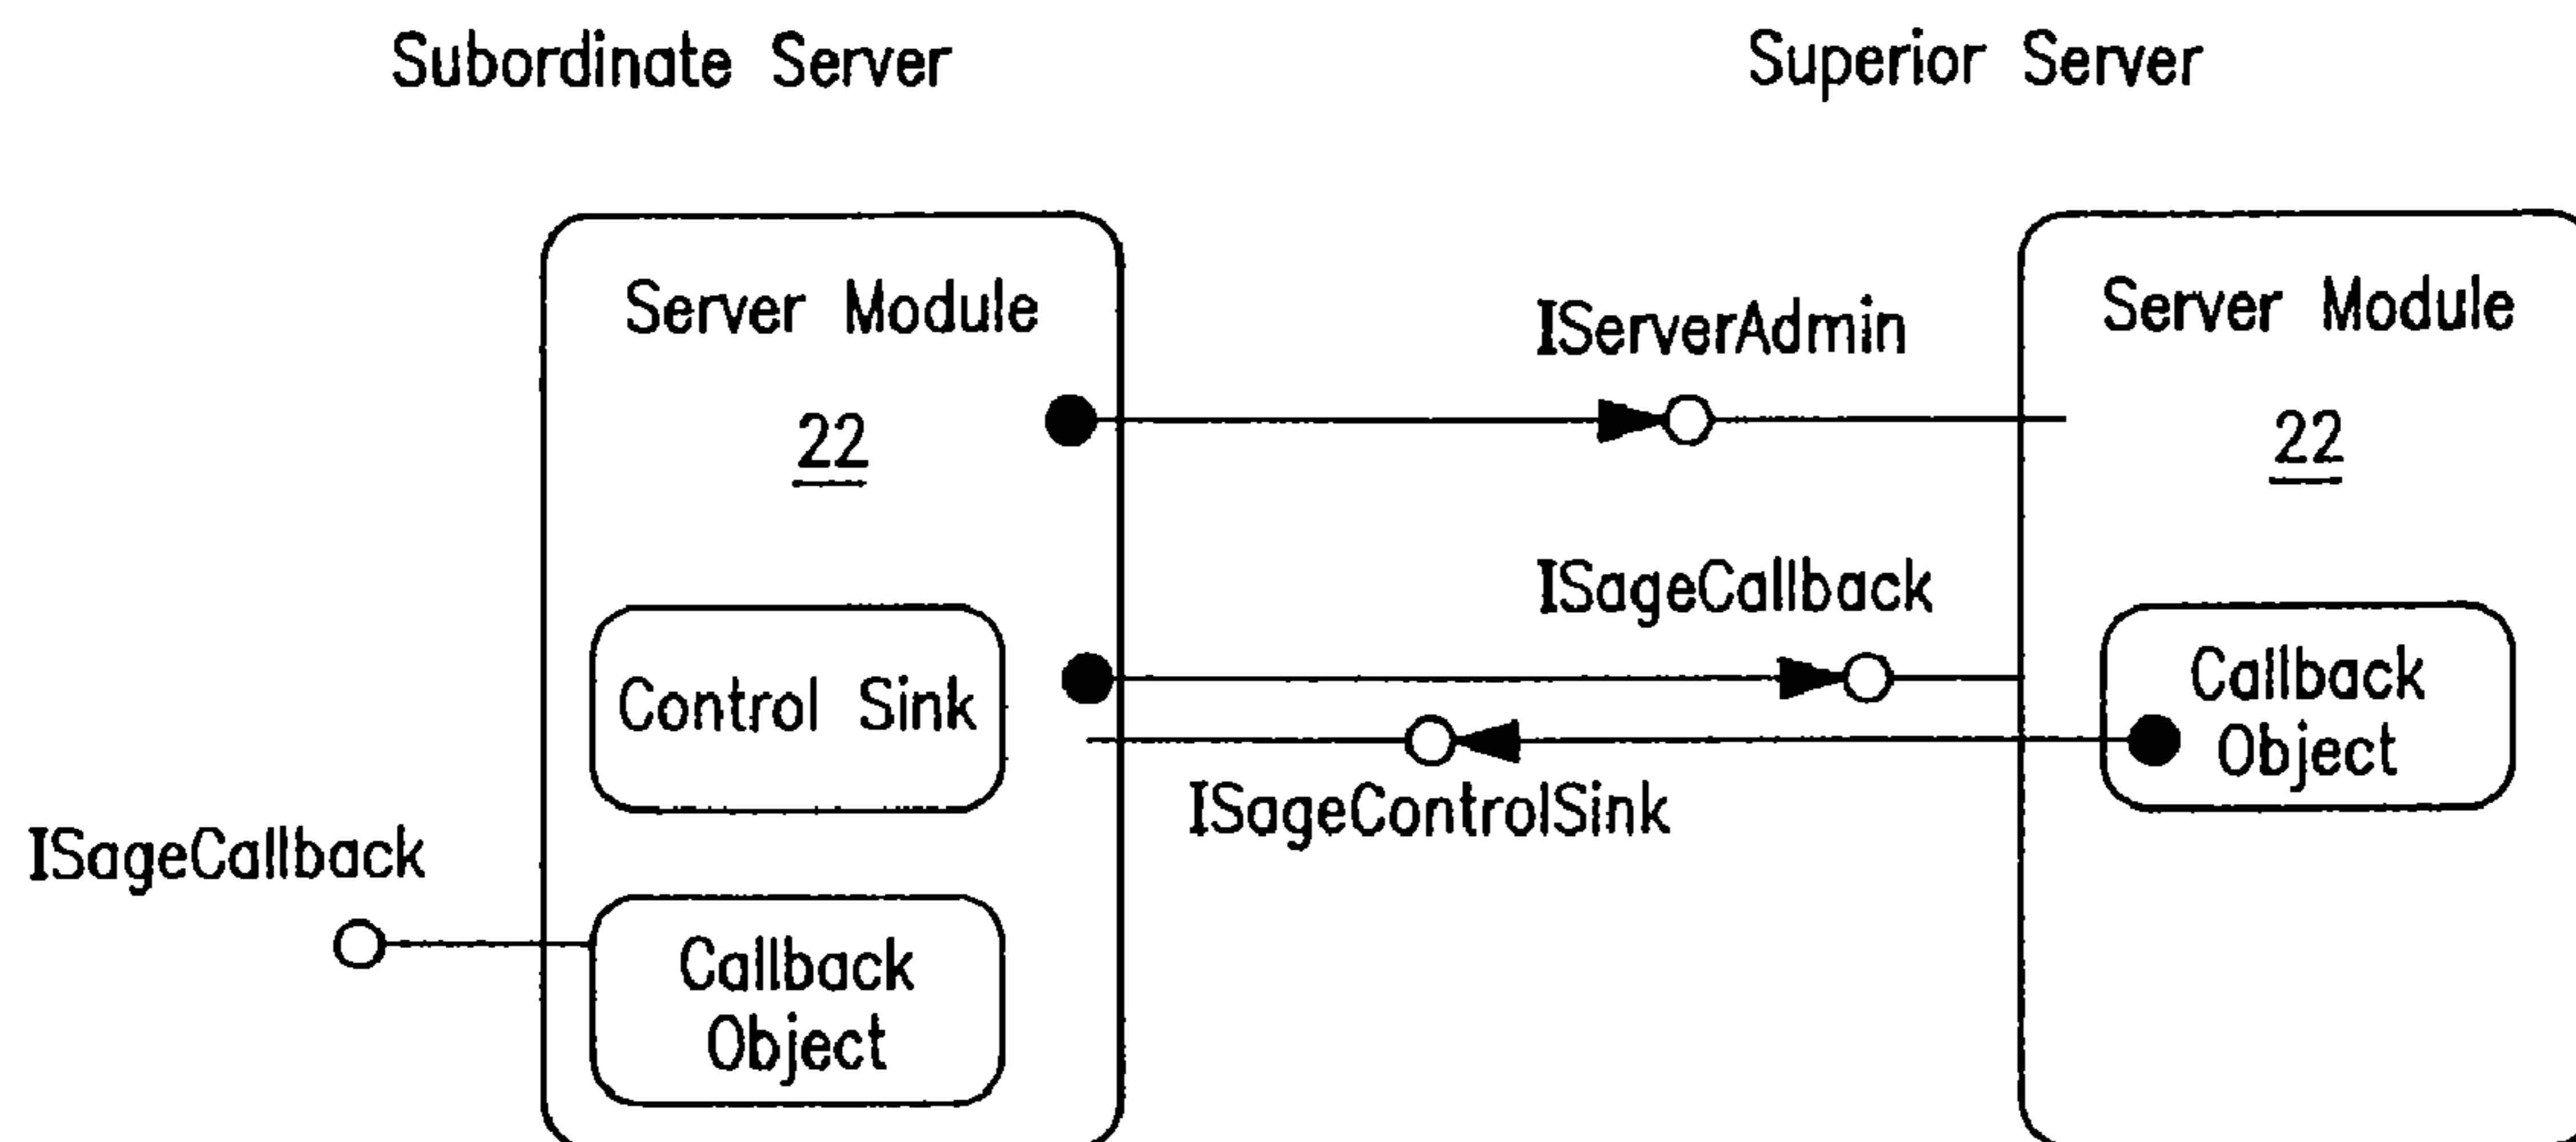 Subordinate Server
Superior Server
Server Module
22
Control Sink
ISageCallback
Callback
Object
IServerAdmin
ISageCallback
ISageControlSink
Server Module
22
Callback
Object